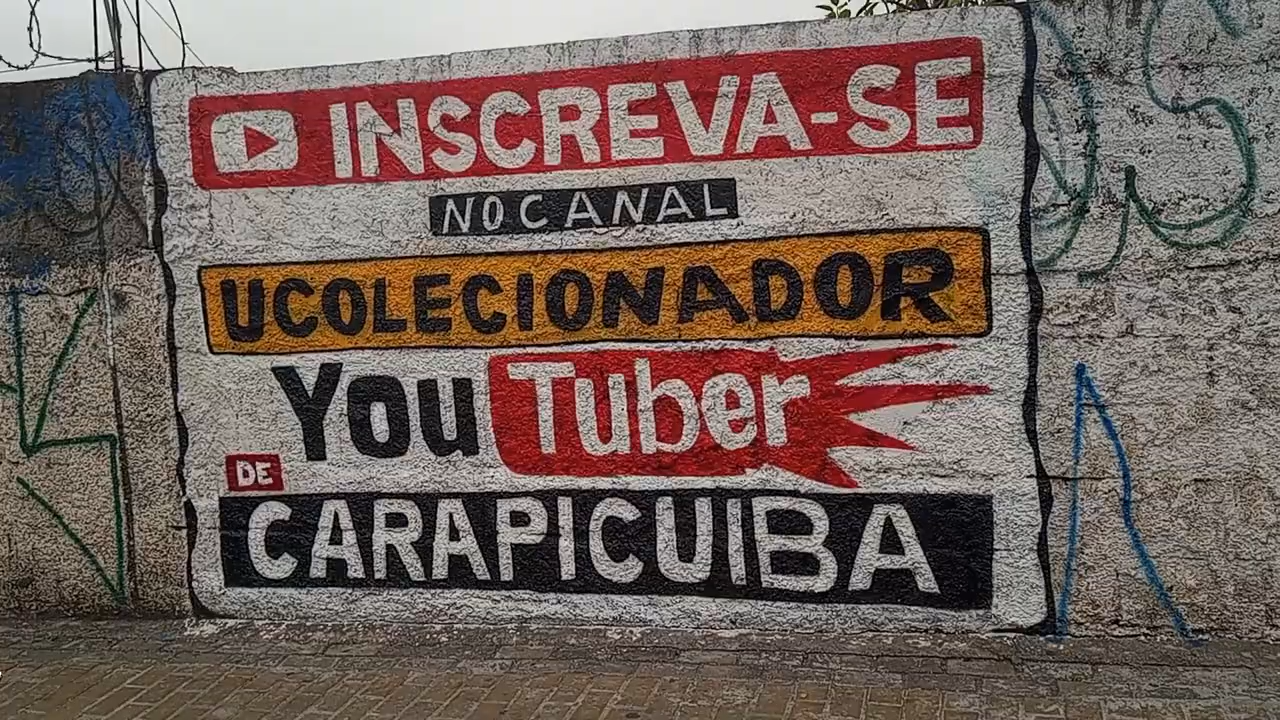 INSCREVA-SE
NO CANAL
UCOLECIONADOR
YouTuber
DE
CARAPICUIBA